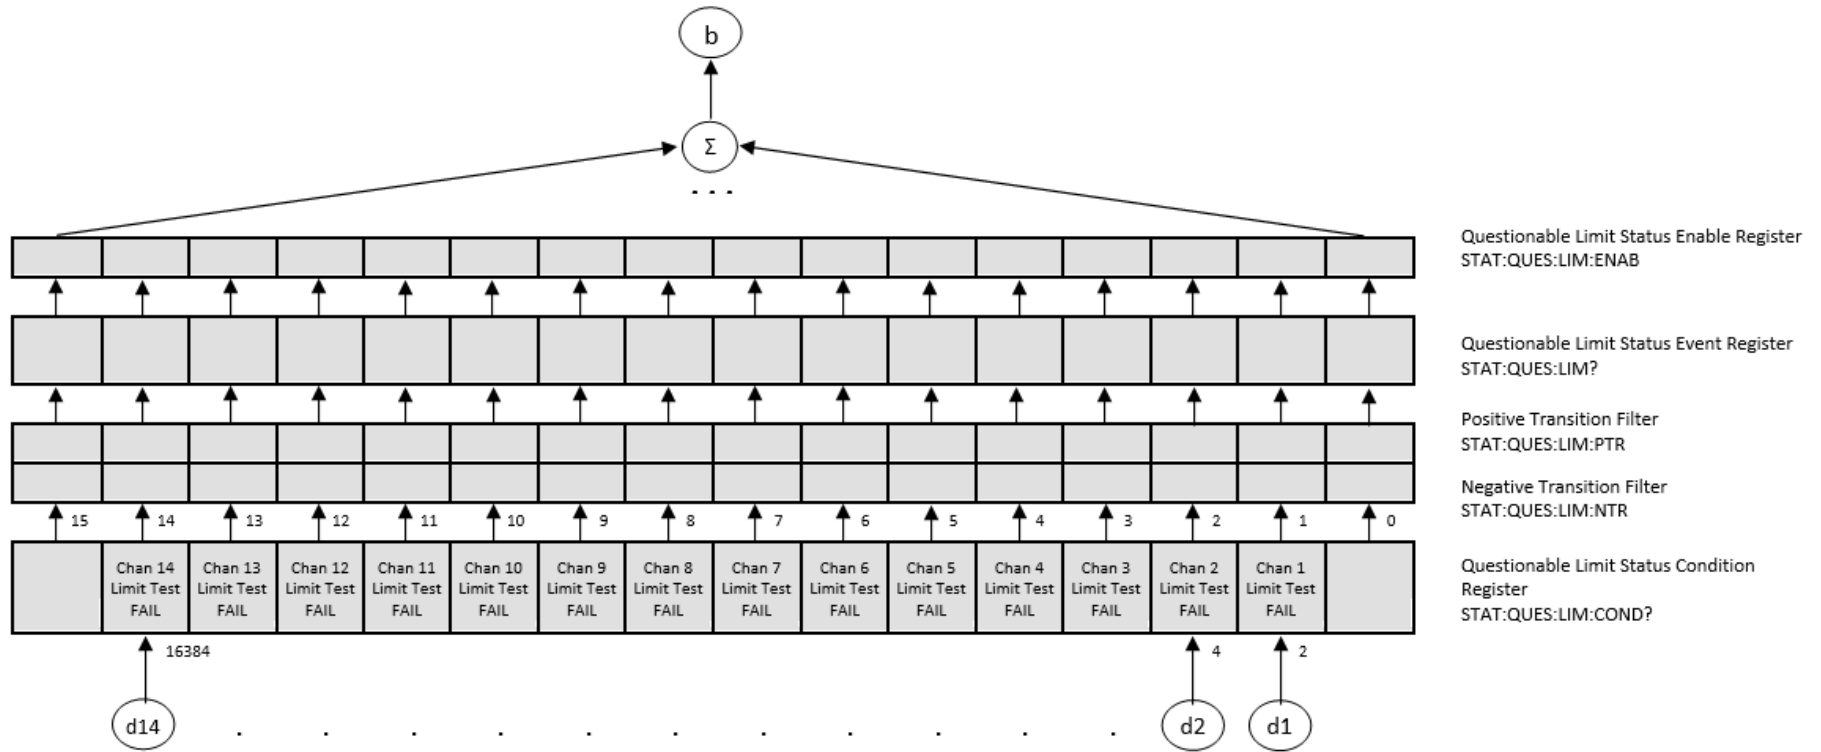 b
Σ
. . .
Questionable Limit Status Enable Register
STAT:QUES:LIM:ENAB
Questionable Limit Status Event Register
STAT:QUES:LIM?
Positive Transition Filter
STAT:QUES:LIM:PTR
Negative Transition Filter
STAT:QUES:LIM:NTR
15 14 13 12 11 10 9 8 7 6 5 4 3 2 1 0
Chan 14
Limit Test
FAIL
Chan 13
Limit Test
FAIL
Chan 12
Limit Test
FAIL
Chan 11
Limit Test
FAIL
Chan 10
Limit Test
FAIL
Chan 9
Limit Test
FAIL
Chan 8
Limit Test
FAIL
Chan 7
Limit Test
FAIL
Chan 6
Limit Test
FAIL
Chan 5
Limit Test
FAIL
Chan 4
Limit Test
FAIL
Chan 3
Limit Test
FAIL
Chan 2
Limit Test
FAIL
Chan 1
Limit Test
FAIL
Questionable Limit Status Condition
Register
STAT:QUES:LIM:COND?
16384 4 2
d14 . . . . . . . . . . . d2 d1